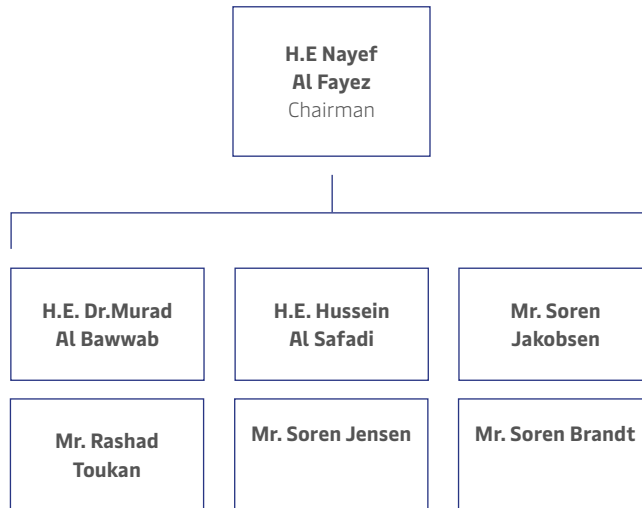 H.E Nayef
Al Fayez
Chairman
H.E. Dr.Murad
Al Bawwab
H.E. Hussein
Al Safadi
Mr. Soren
Jakobsen
Mr. Rashad
Toukan
Mr. Soren Jensen
Mr. Soren Brandt